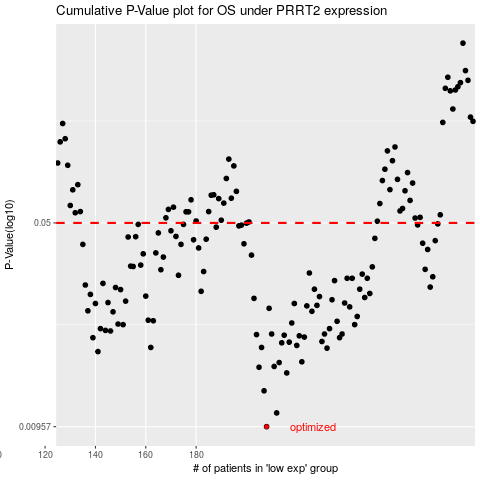 Cumulative P-Value plot for OS under PRRT2 expression
P-Value(log10)
0.05
0.00957
optimized
0
120
140
160
180
# of patients in 'low exp' group